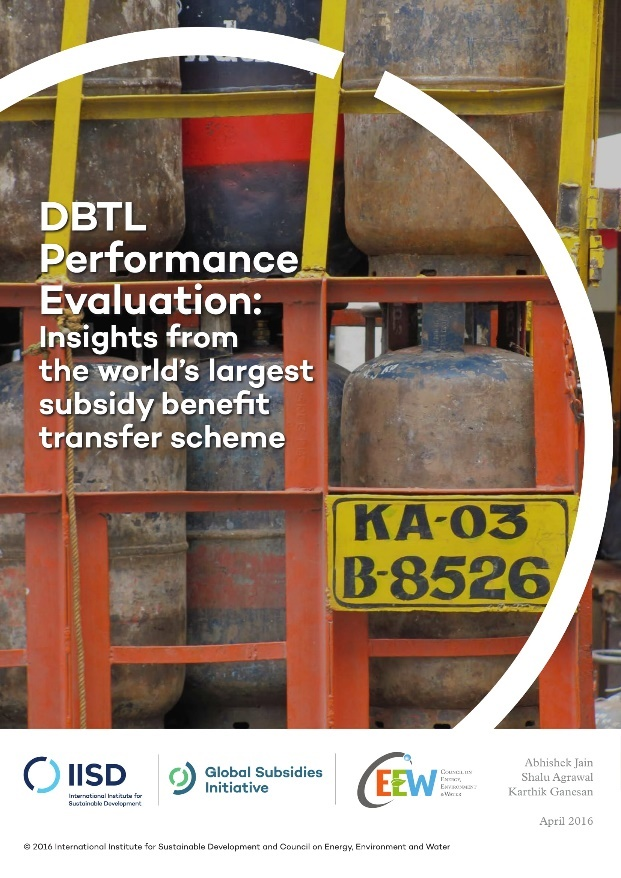 DBTL
Performance
Evaluation:
Insights from
the world's largest
subsidy benefit
transfer scheme
KA-03
B-8526
IISD
International Institute for
Sustainable Development
Global Subsidies
Initiative
CEEW
Council on
Energy,
Environment
&Water
Abhishek Jain
Shalu Agrawal
Karthik Ganesan
April 2016
© 2016 International Institute for Sustainable Development and Council on Energy, Environment and Water